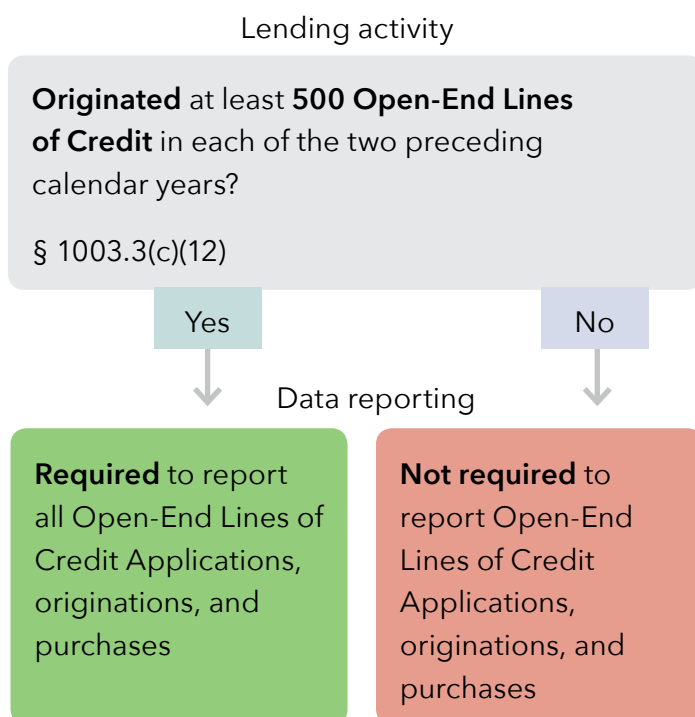 Lending activity
Originated at least 500 Open-End Lines
of Credit in each of the two preceding
calendar years?
§ 1003.3(c)(12)
Yes
No
Data reporting
Required to report
all Open-End Lines of
Credit Applications,
originations, and
purchases
Not required to
report Open-End
Lines of Credit
Applications,
originations, and
purchases